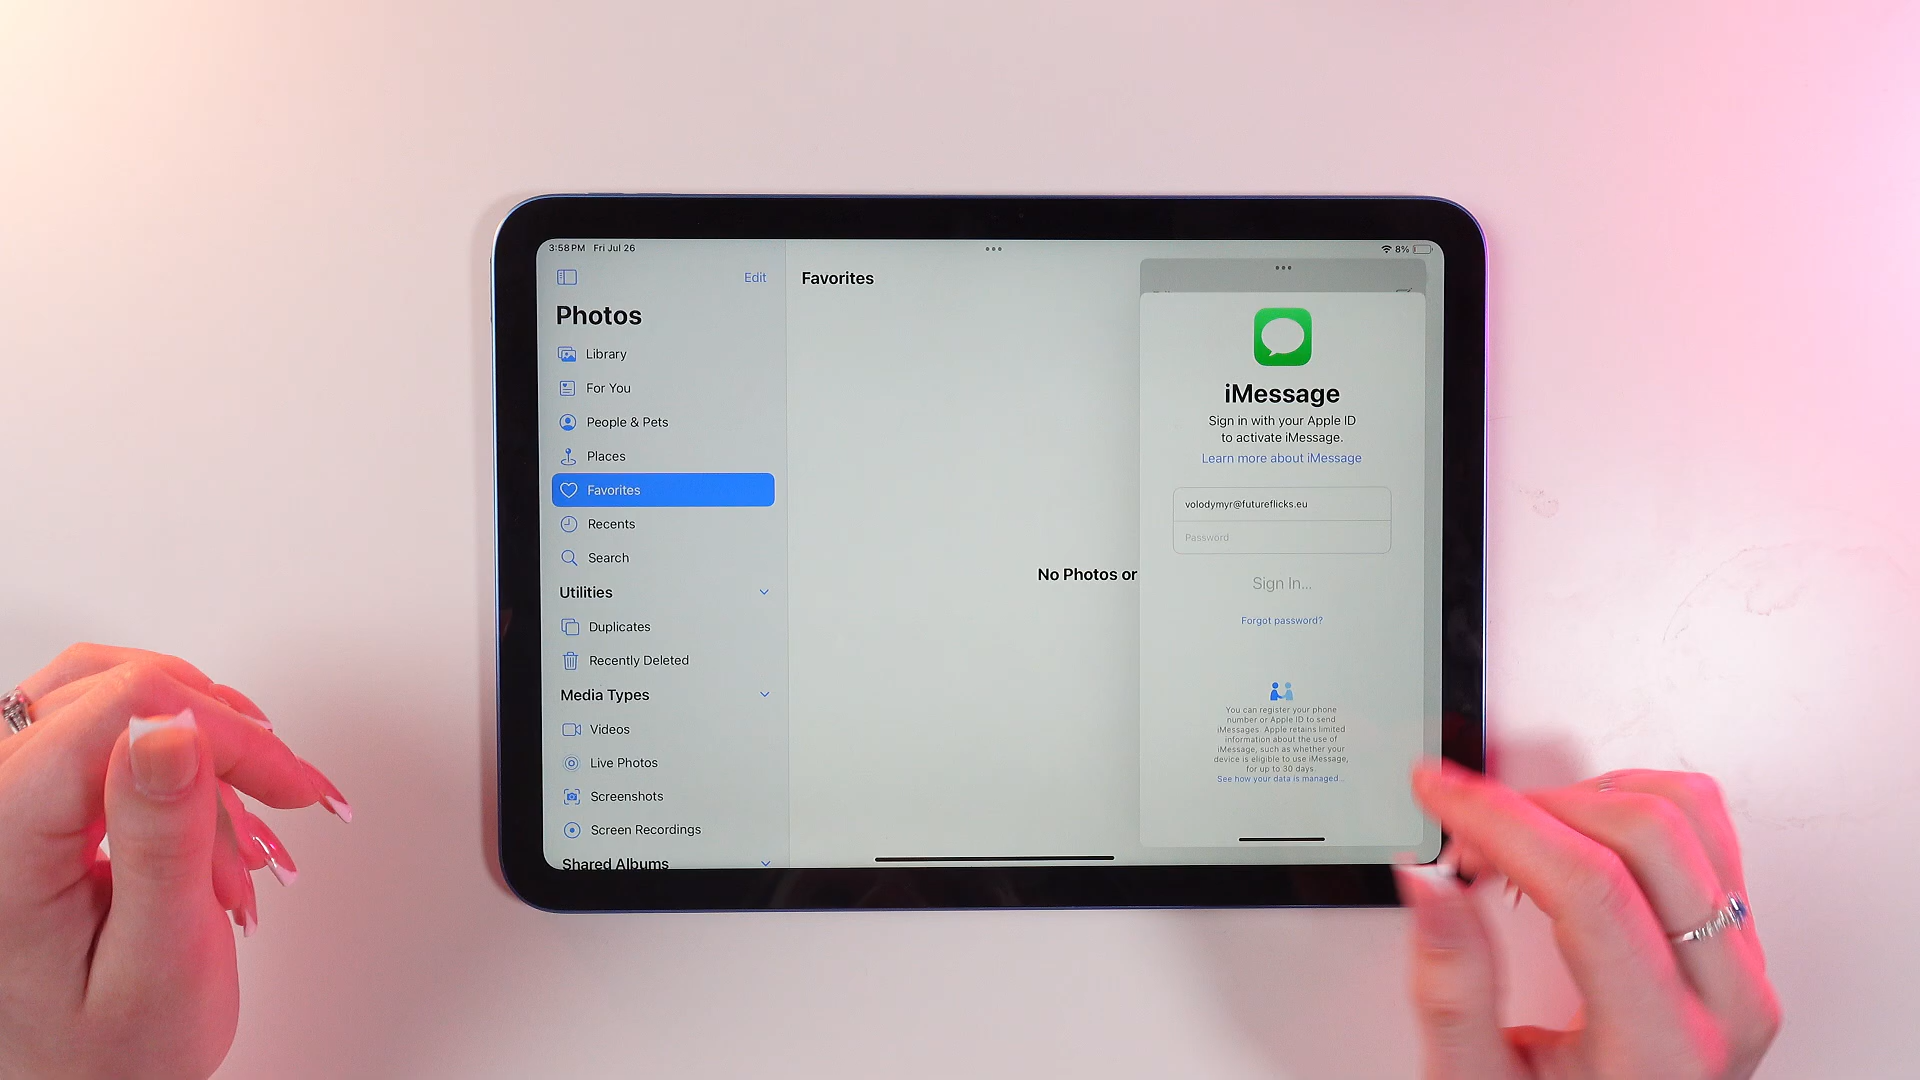 3:58 PM Fri Jul 26
8%
Edit
Photos
Library
For You
People & Pets
Places
Favorites
Recents
Search
Utilities
Duplicates
Recently Deleted
Media Types
Videos
Live Photos
Screenshots
Screen Recordings
Shared Albums
Favorites
No Photos or
iMessage
Sign in with your Apple ID
to activate iMessage.
Learn more about iMessage
volodymyr@futureflicks.eu
Password
Sign In...
Forgot password?
You can register your phone
number or Apple ID to send
iMessages. Apple retains limited
information about the use of
iMessage, such as whether your
device is eligible to use iMessage,
for up to 30 days.
See how your data is managed...